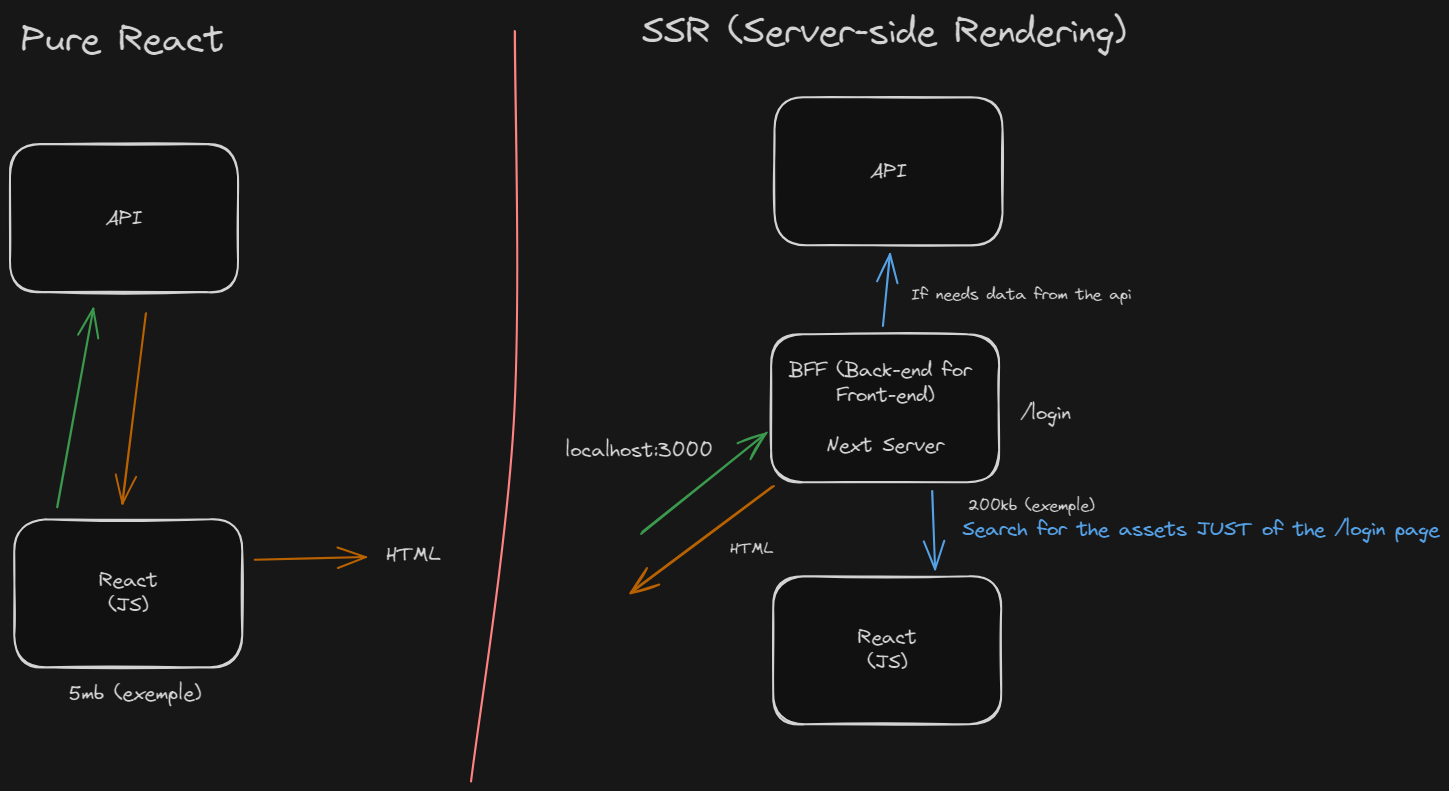 Pure React
API
React
(JS)
HTML
5mb (exemple)
SSR (Server-side Rendering)
API
If needs data from the api
BFF (Back-end for
Front-end)
Next Server
/login
localhost:3000
HTML
200kb (exemple)
Search for the assets JUST of the /login page
React
(JS)